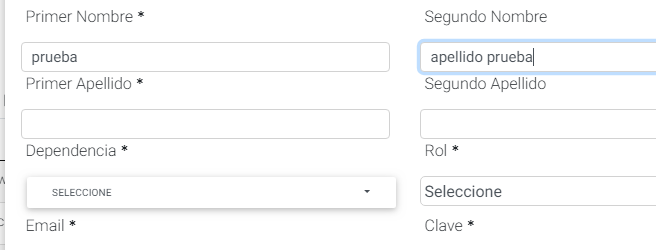 Primer Nombre *
Segundo Nombre
prueba
apellido prueba
Primer Apellido *
Segundo Apellido
Dependencia *
Rol *
SELECCIONE
Seleccione
Email *
Clave *